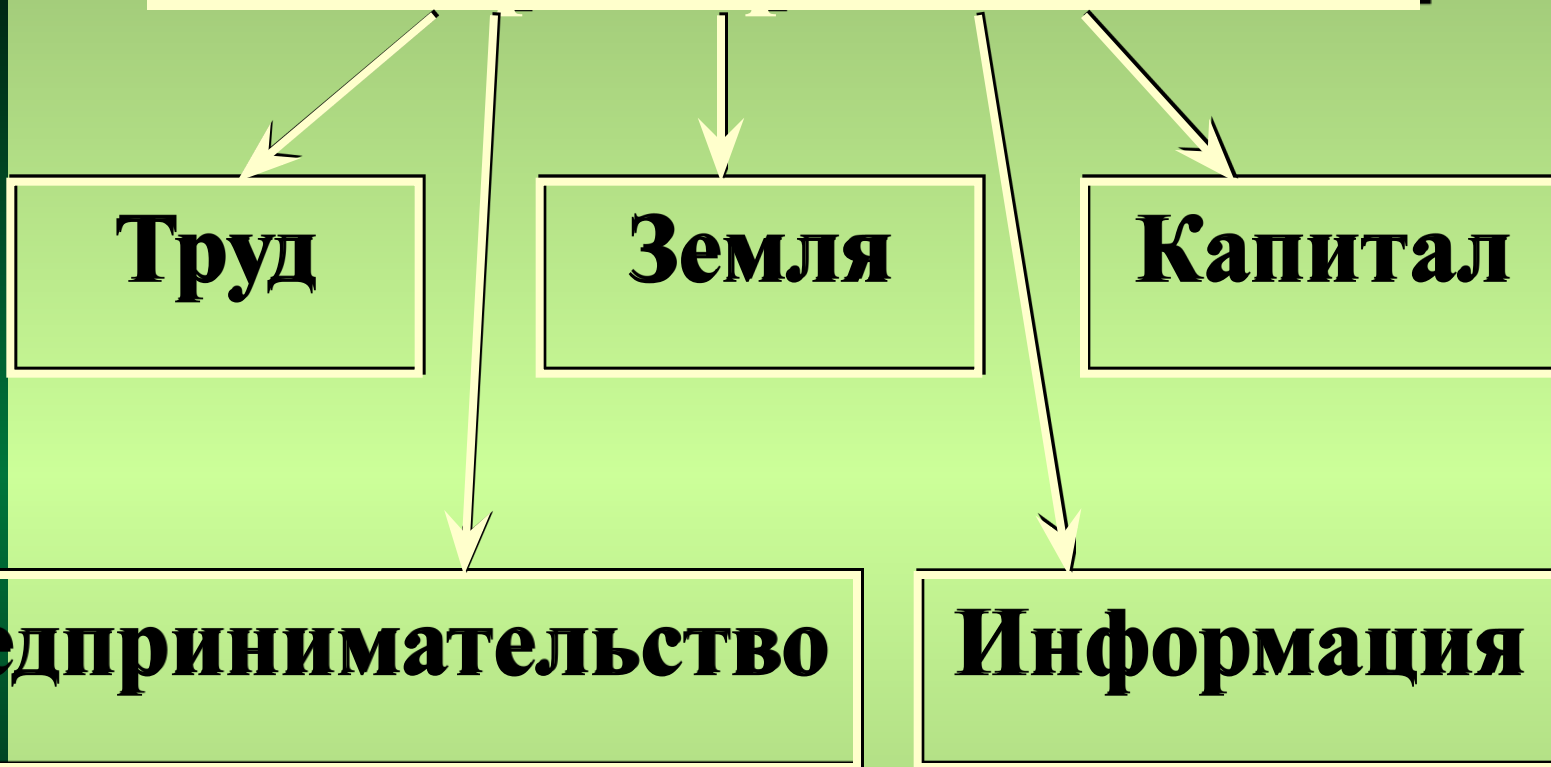 Труд
Земля
Капитал
едпринимательство
Информация